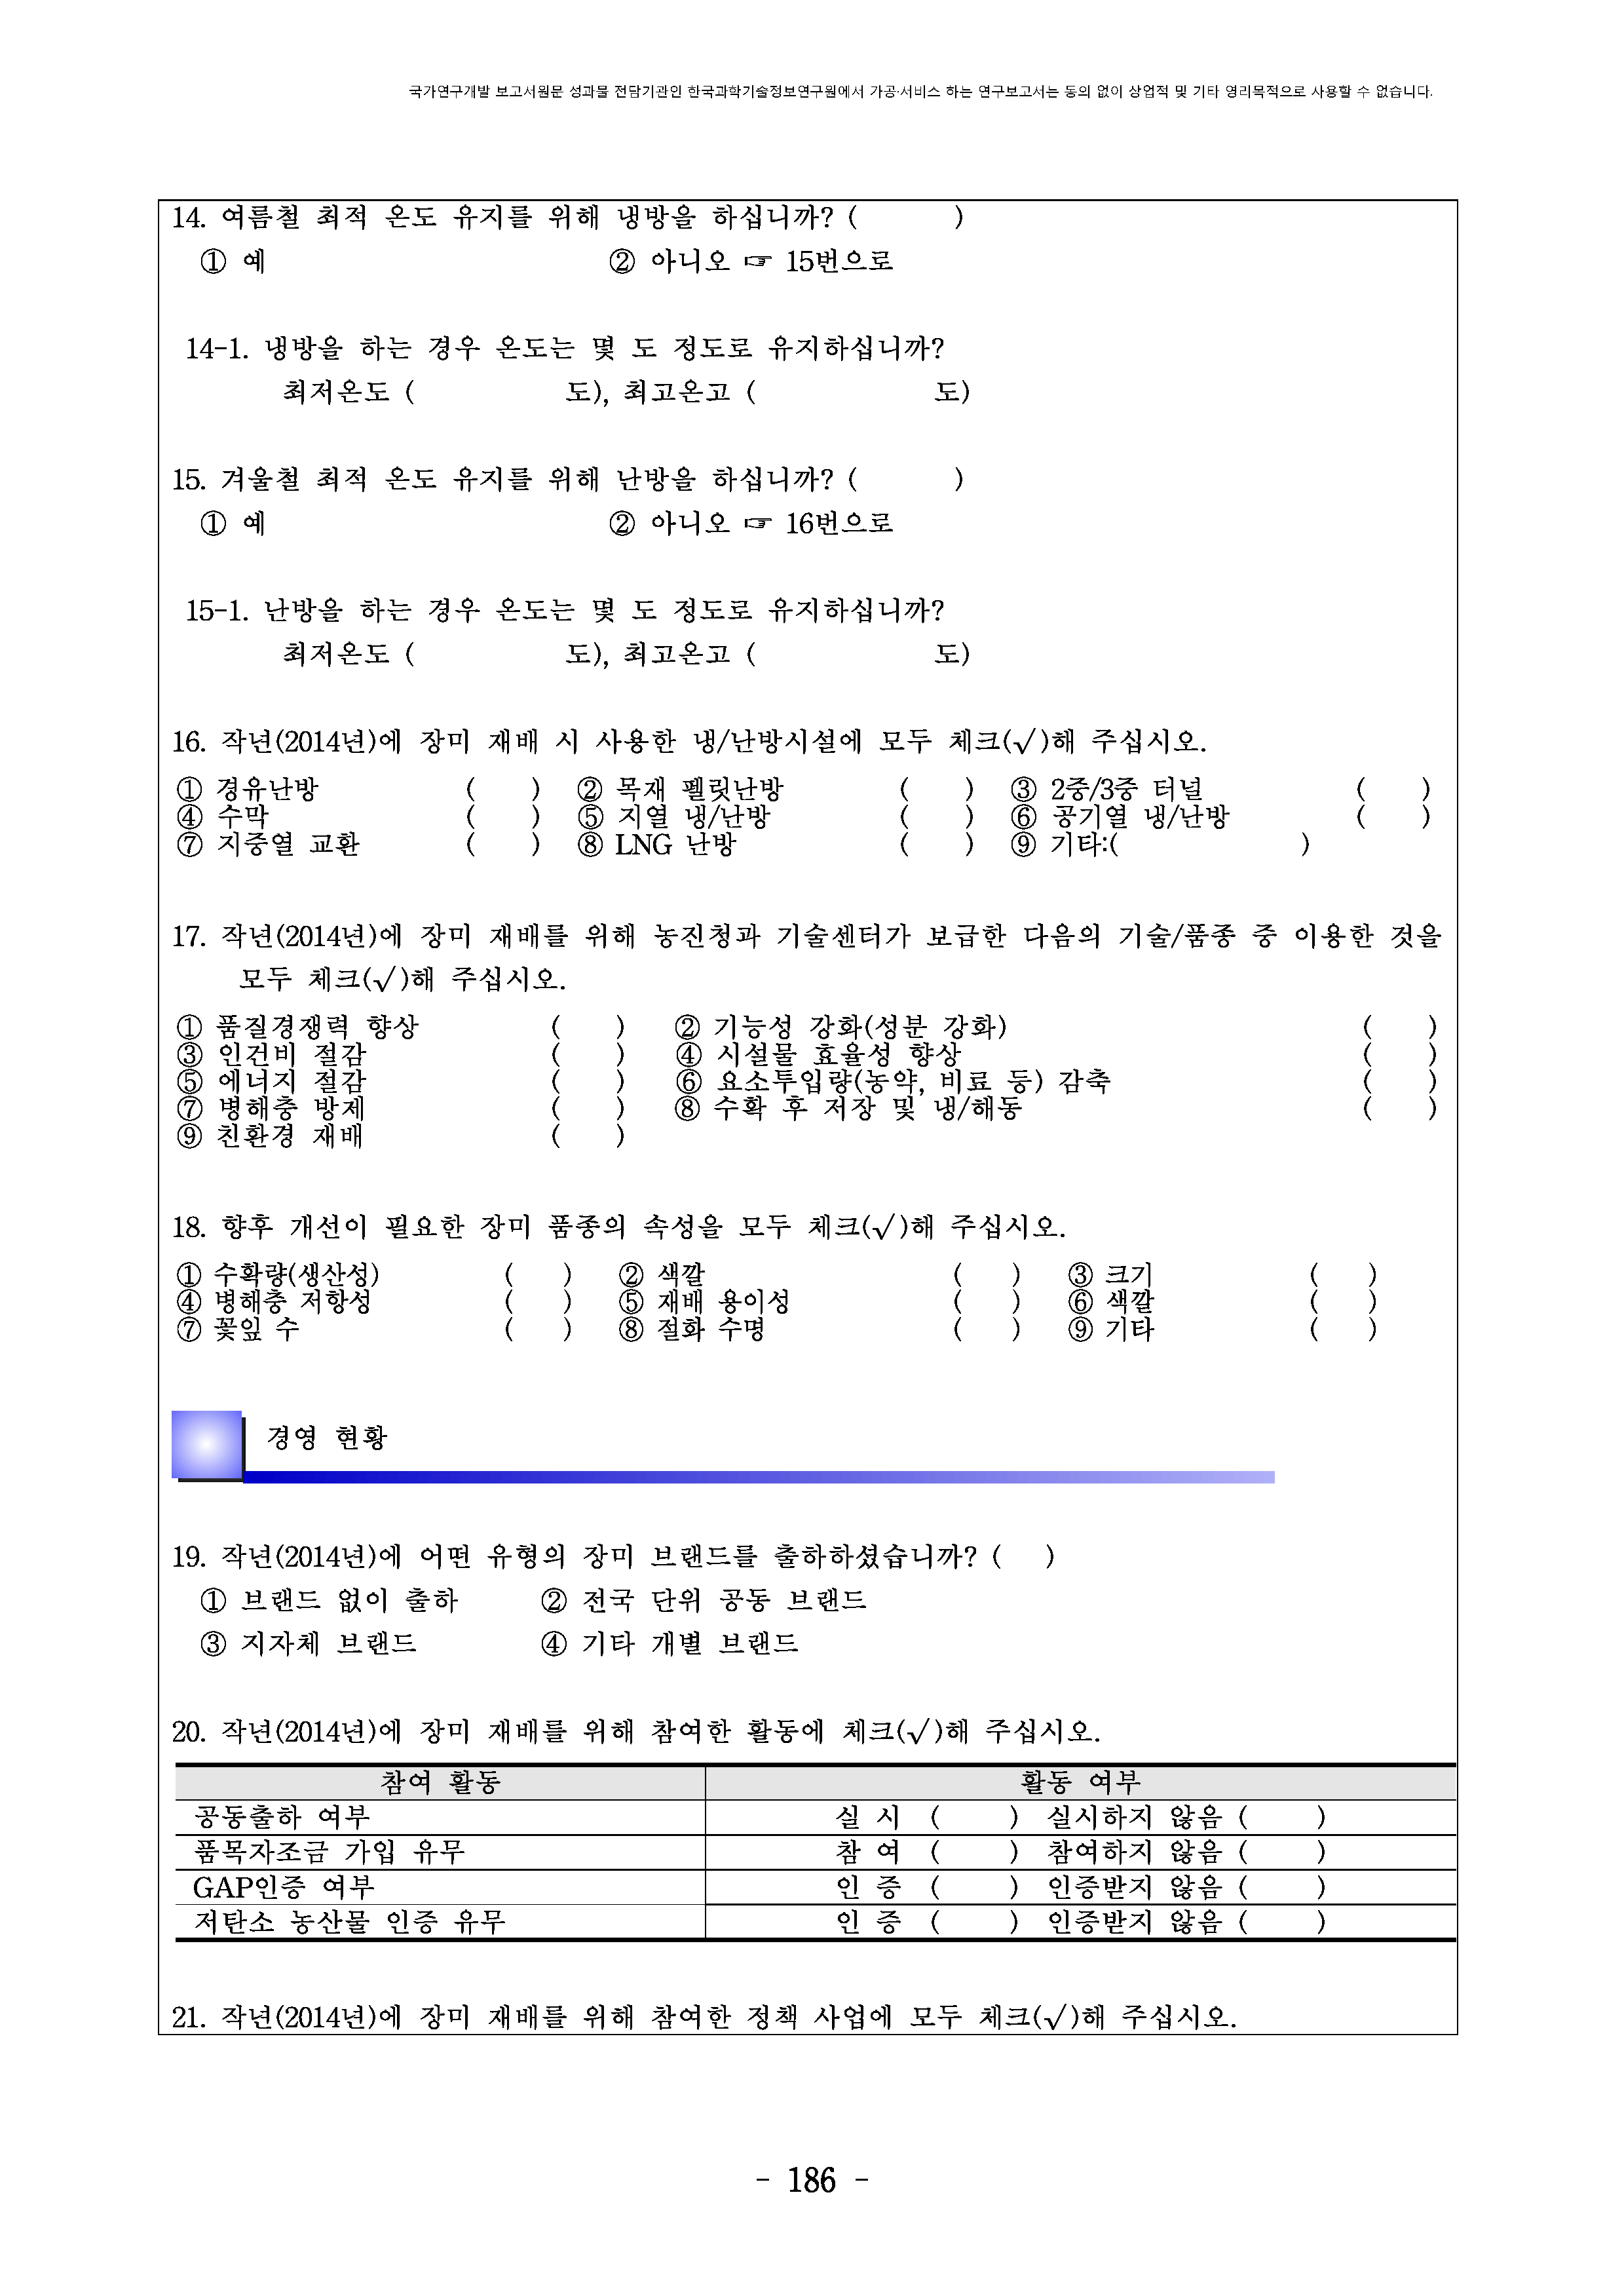 국가연구개발 보고서원문 성과물 전담기관인 한국과학기술정보연구원에서 가공·서비스 하는 연구보고서는 동의 없이 상업적 및 기타 영리목적으로 사용할 수 없습니다.
14. 여름철 최적 온도 유지를 위해 냉방을 하십니까? (      )
① 예 ② 아니오 ☞ 15번으로
14-1. 냉방을 하는 경우 온도는 몇 도 정도로 유지하십니까?
최저온도 (          도), 최고온고 (          도)
15. 겨울철 최적 온도 유지를 위해 난방을 하십니까? (      )
① 예 ② 아니오 ☞ 16번으로
15-1. 난방을 하는 경우 온도는 몇 도 정도로 유지하십니까?
최저온도 (          도), 최고온고 (          도)
16. 작년(2014년)에 장미 재배 시 사용한 냉/난방시설에 모두 체크(√)해 주십시오.
① 경유난방 (    ) ② 목재 펠릿난방 (    ) ③ 2중/3중 터널 (    )
④ 수막 (    ) ⑤ 지열 냉/난방 (    ) ⑥ 공기열 냉/난방 (    )
⑦ 지중열 교환 (    ) ⑧ LNG 난방 (    ) ⑨ 기타:(            )
17. 작년(2014년)에 장미 재배를 위해 농진청과 기술센터가 보급한 다음의 기술/품종 중 이용한 것을
모두 체크(√)해 주십시오.
① 품질경쟁력 향상 (    ) ② 기능성 강화(성분 강화) (    )
③ 인건비 절감 (    ) ④ 시설물 효율성 향상 (    )
⑤ 에너지 절감 (    ) ⑥ 요소투입량(농약, 비료 등) 감축 (    )
⑦ 병해충 방제 (    ) ⑧ 수확 후 저장 및 냉/해동 (    )
⑨ 친환경 재배 (    )
18. 향후 개선이 필요한 장미 품종의 속성을 모두 체크(√)해 주십시오.
① 수확량(생산성) (    ) ② 색깔 (    ) ③ 크기 (    )
④ 병해충 저항성 (    ) ⑤ 재배 용이성 (    ) ⑥ 색깔 (    )
⑦ 꽃잎 수 (    ) ⑧ 절화 수명 (    ) ⑨ 기타 (    )
경영 현황
19. 작년(2014년)에 어떤 유형의 장미 브랜드를 출하하셨습니까? (   )
① 브랜드 없이 출하 ② 전국 단위 공동 브랜드
③ 지자체 브랜드 ④ 기타 개별 브랜드
20. 작년(2014년)에 장미 재배를 위해 참여한 활동에 체크(√)해 주십시오.
참여 활동 활동 여부
공동출하 여부 실 시 (     ) 실시하지 않음 (     )
품목자조금 가입 유무 참 여 (     ) 참여하지 않음 (     )
GAP인증 여부 인 증 (     ) 인증받지 않음 (     )
저탄소 농산물 인증 유무 인 증 (     ) 인증받지 않음 (     )
21. 작년(2014년)에 장미 재배를 위해 참여한 정책 사업에 모두 체크(√)해 주십시오.
- 186 -